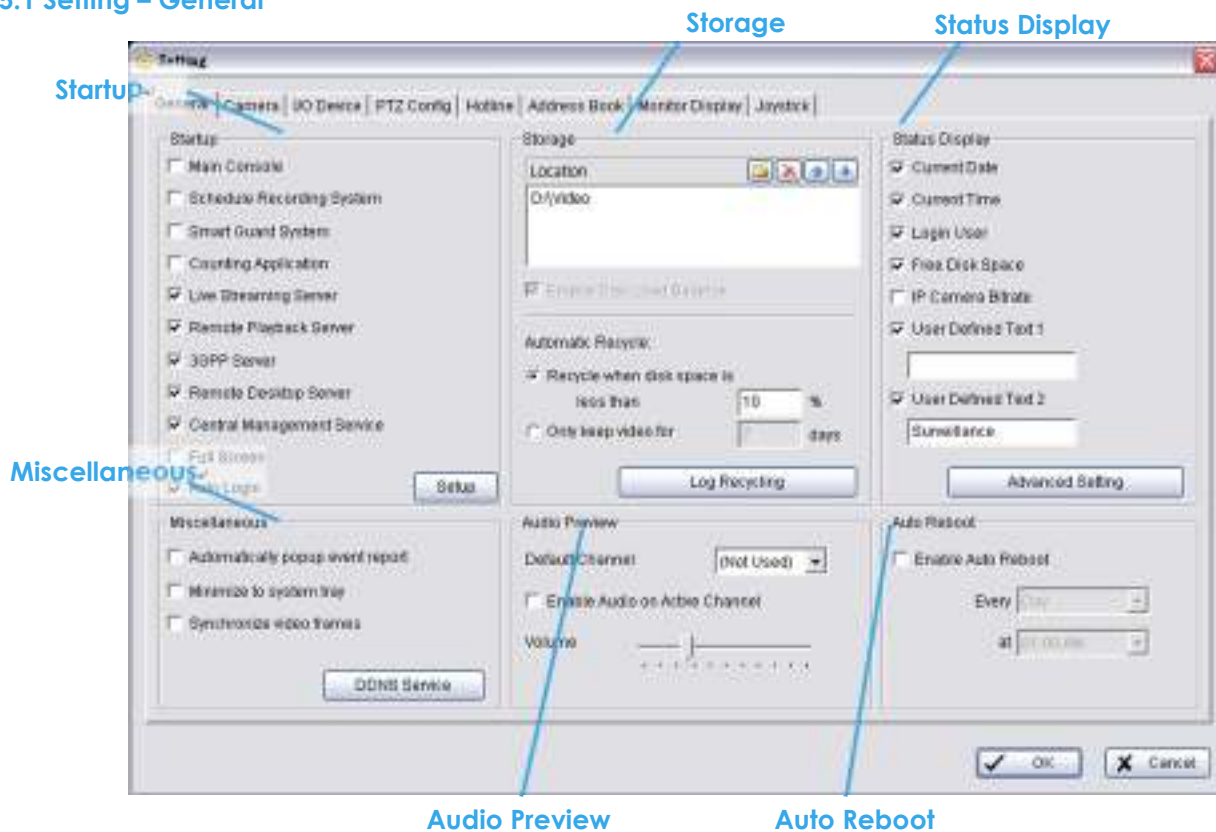 5.1 Setting – General
Storage
Status Display
Startup
Setting
General Camera I/O Device PTZ Config Hotline Address Book Monitor Display Joystick
Startup
Main Console
Schedule Recording System
Smart Guard System
Counting Application
Live Streaming Server
Remote Playback Server
3GPP Server
Remote Desktop Server
Central Management Service
Full Screen
Auto Login
Setup
Storage
Location
D:\Video
Enable Disk Load Balance
Automatic Recycle:
Recycle when disk space is
less than 10 %
Only keep video for days
Log Recycling
Status Display
Current Date
Current Time
Login User
Free Disk Space
IP Camera Bitrate
User Defined Text 1
User Defined Text 2
Surveillance
Advanced Setting
Miscellaneous
Miscellaneous
Automatically popup event report
Minimize to system tray
Synchronize video frames
DDNS Service
Audio Preview
Default Channel (Not Used)
Enable Audio on Active Channel
Volume
Auto Reboot
Enable Auto Reboot
Every Day
at
OK Cancel
Audio Preview
Auto Reboot